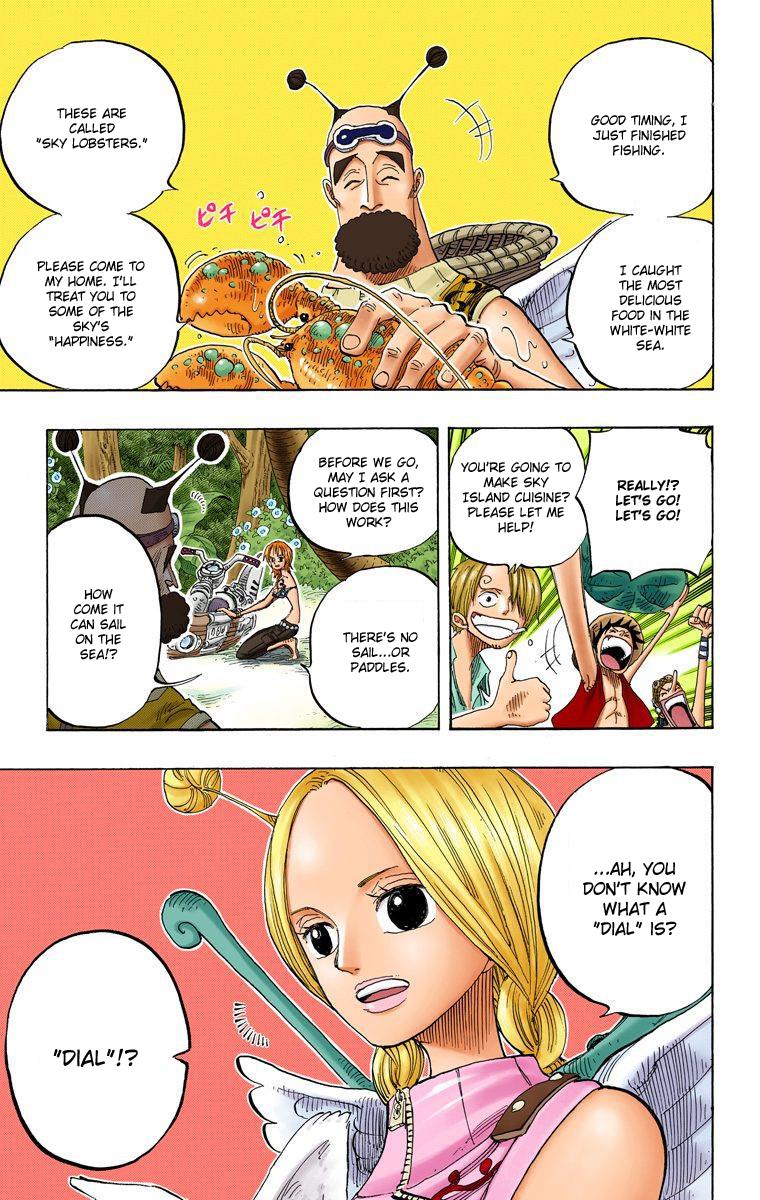 GOOD TIMING, I
JUST FINISHED
FISHING.
I CAUGHT
THE MOST
DELICIOUS
FOOD IN THE
WHITE-WHITE
SEA.
THESE ARE
CALLED
"SKY LOBSTERS."
PLEASE COME TO
MY HOME. I'LL
TREAT YOU TO
SOME OF THE
SKY'S
"HAPPINESS."
ピチ ピチ
REALLY!?
LET'S GO!
LET'S GO!
YOU'RE GOING TO
MAKE SKY
ISLAND CUISINE?
PLEASE LET ME
HELP!
BEFORE WE GO,
MAY I ASK A
QUESTION FIRST?
HOW DOES THIS
WORK?
THERE'S NO
SAIL...OR
PADDLES.
HOW
COME IT
CAN SAIL
ON THE
SEA!?
...AH, YOU
DON'T KNOW
WHAT A
"DIAL" IS?
"DIAL"!?